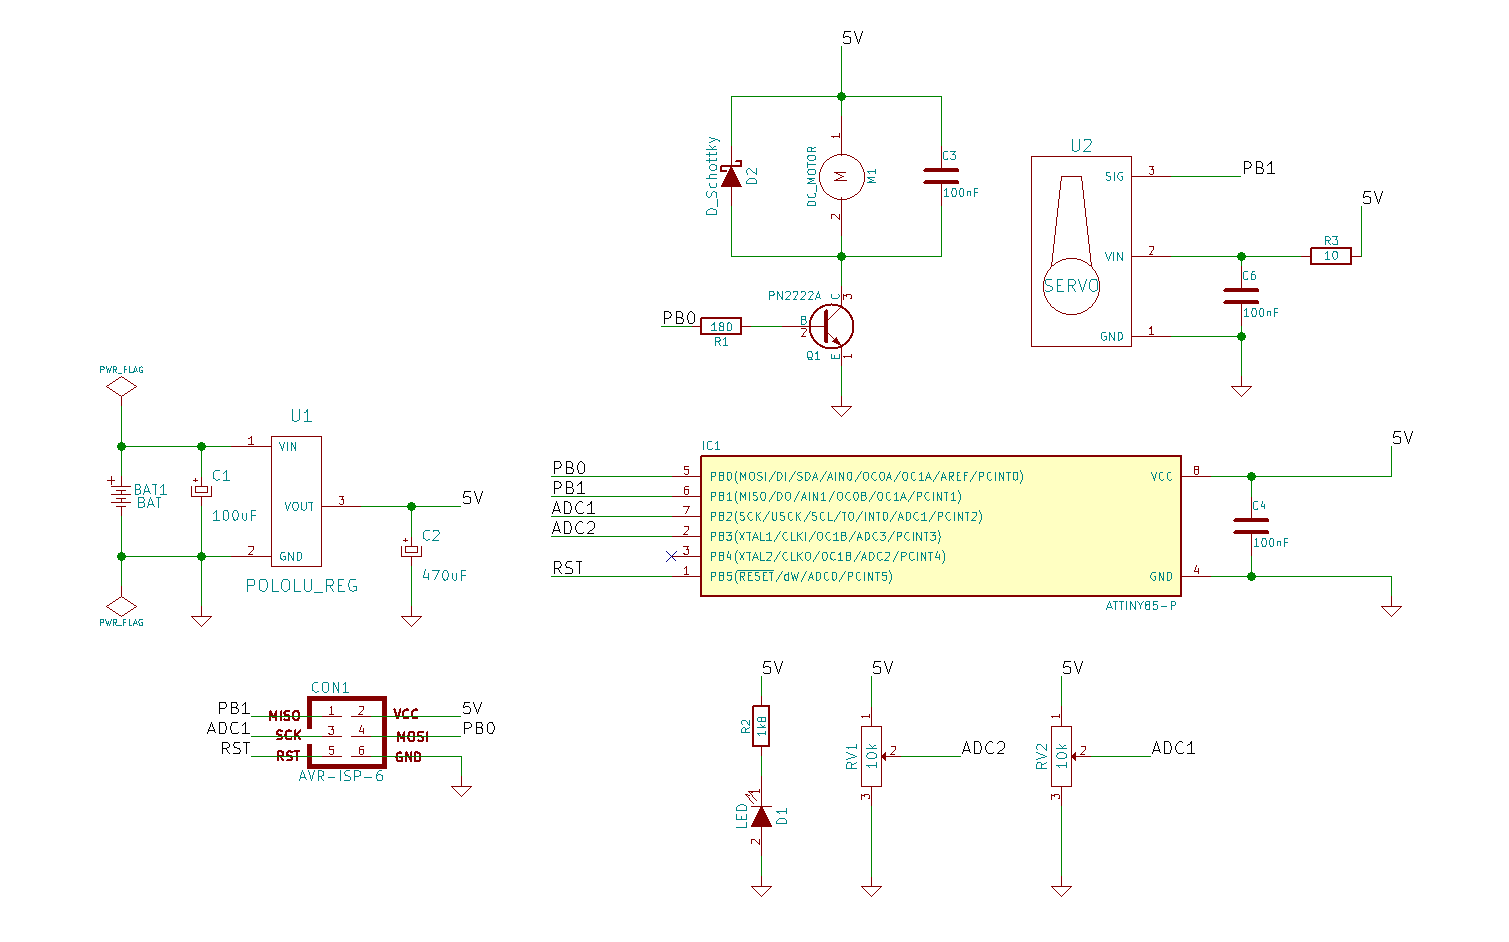 5V
D_Schottky
D2
1
DC_MOTOR
M
M1
2
C3
100nF
PN2222A
C
3
PB0
180
R1
B
2
Q1
E
1
U2
SIG
3
PB1
5V
VIN
2
R3
10
SERVO
C6
100nF
GND
1
PWR_FLAG
U1
1
VIN
+
BAT1
BAT
+
C1
100uF
VOUT
3
5V
+
C2
470uF
2
GND
POLOLU_REG
PWR_FLAG
IC1
PB0
5
PB0(MOSI/DI/SDA/AIN0/OC0A/OC1A/AREF/PCINT0)
PB1
6
PB1(MISO/DO/AIN1/OC0B/OC1A/PCINT1)
ADC1
7
PB2(SCK/USCK/SCL/T0/INT0/ADC1/PCINT2)
ADC2
2
PB3(XTAL1/CLKI/OC1B/ADC3/PCINT3)
3
PB4(XTAL2/CLKO/OC1B/ADC2/PCINT4)
RST
1
PB5(RESET/dW/ADC0/PCINT5)
VCC
8
5V
C4
100nF
GND
4
ATTINY85-P
CON1
PB1
MISO
1
2
VCC
5V
ADC1
SCK
3
4
MOSI
PB0
RST
RST
5
6
GND
AVR-ISP-6
5V
R2
1k8
1
LED
D1
2
5V
1
RV1
10k
2
ADC2
3
5V
1
RV2
10k
2
ADC1
3